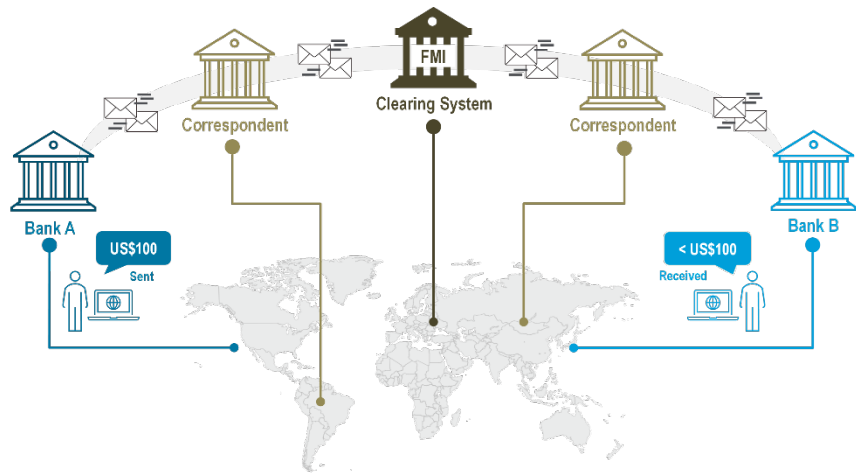 FMI
Clearing System
Correspondent
Correspondent
Bank A
Bank B
US$100
Sent
< US$100
Received